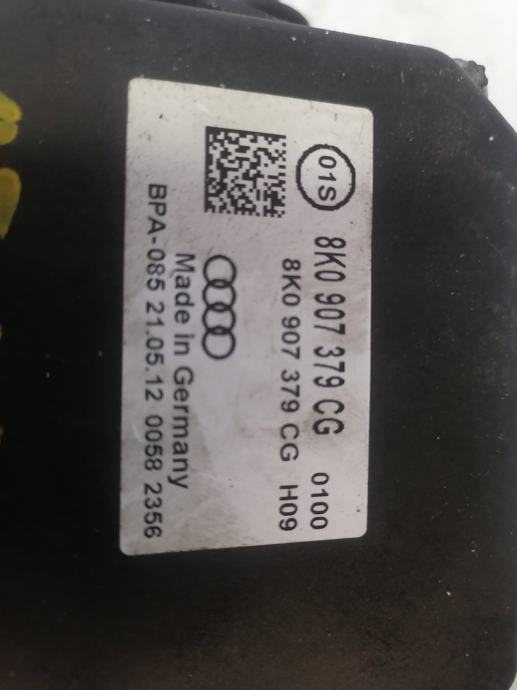 01S
8K0 907 379 CG 0100
8K0 907 379 CG H09
Made in Germany
BPA-085 21.05.12 0058 2356